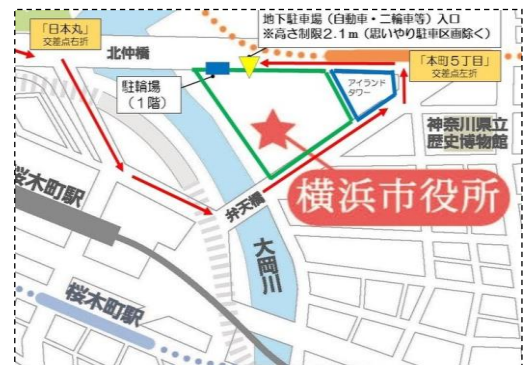 「日本丸」
交差点右折
北仲橋
地下駐車場（自動車・二輪車等）入口
※高さ制限２.１ｍ（思いやり駐車区画除く）
「本町５丁目」
交差点左折
駐輪場
（１階）
アイランド
タワー
神奈川県立
歴史博物館
横浜市役所
桜木町駅
弁天橋
大岡川
桜木町駅